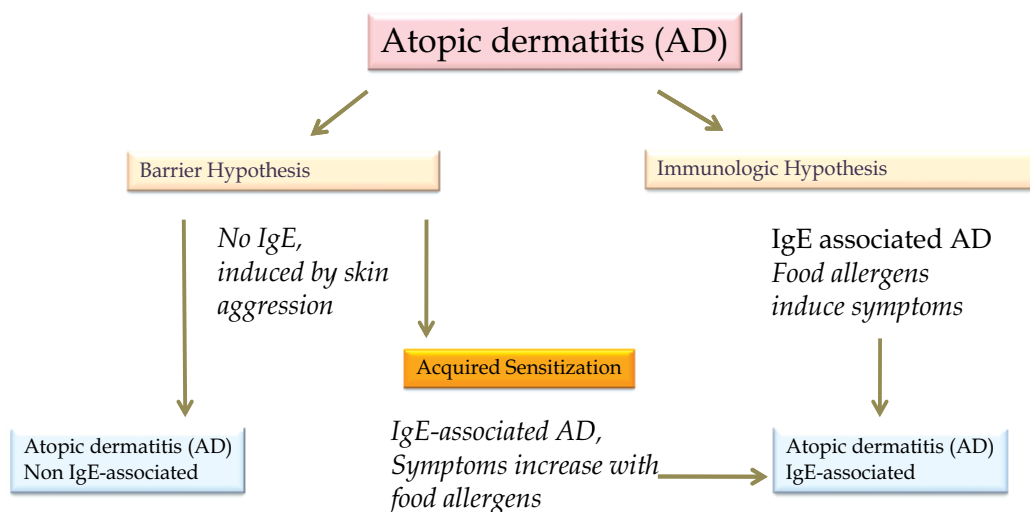 Atopic dermatitis (AD)
Barrier Hypothesis
Immunologic Hypothesis
No IgE,
induced by skin
aggression
IgE associated AD
Food allergens
induce symptoms
Acquired Sensitization
Atopic dermatitis (AD)
Non IgE-associated
IgE-associated AD,
Symptoms increase with
food allergens
Atopic dermatitis (AD)
IgE-associated